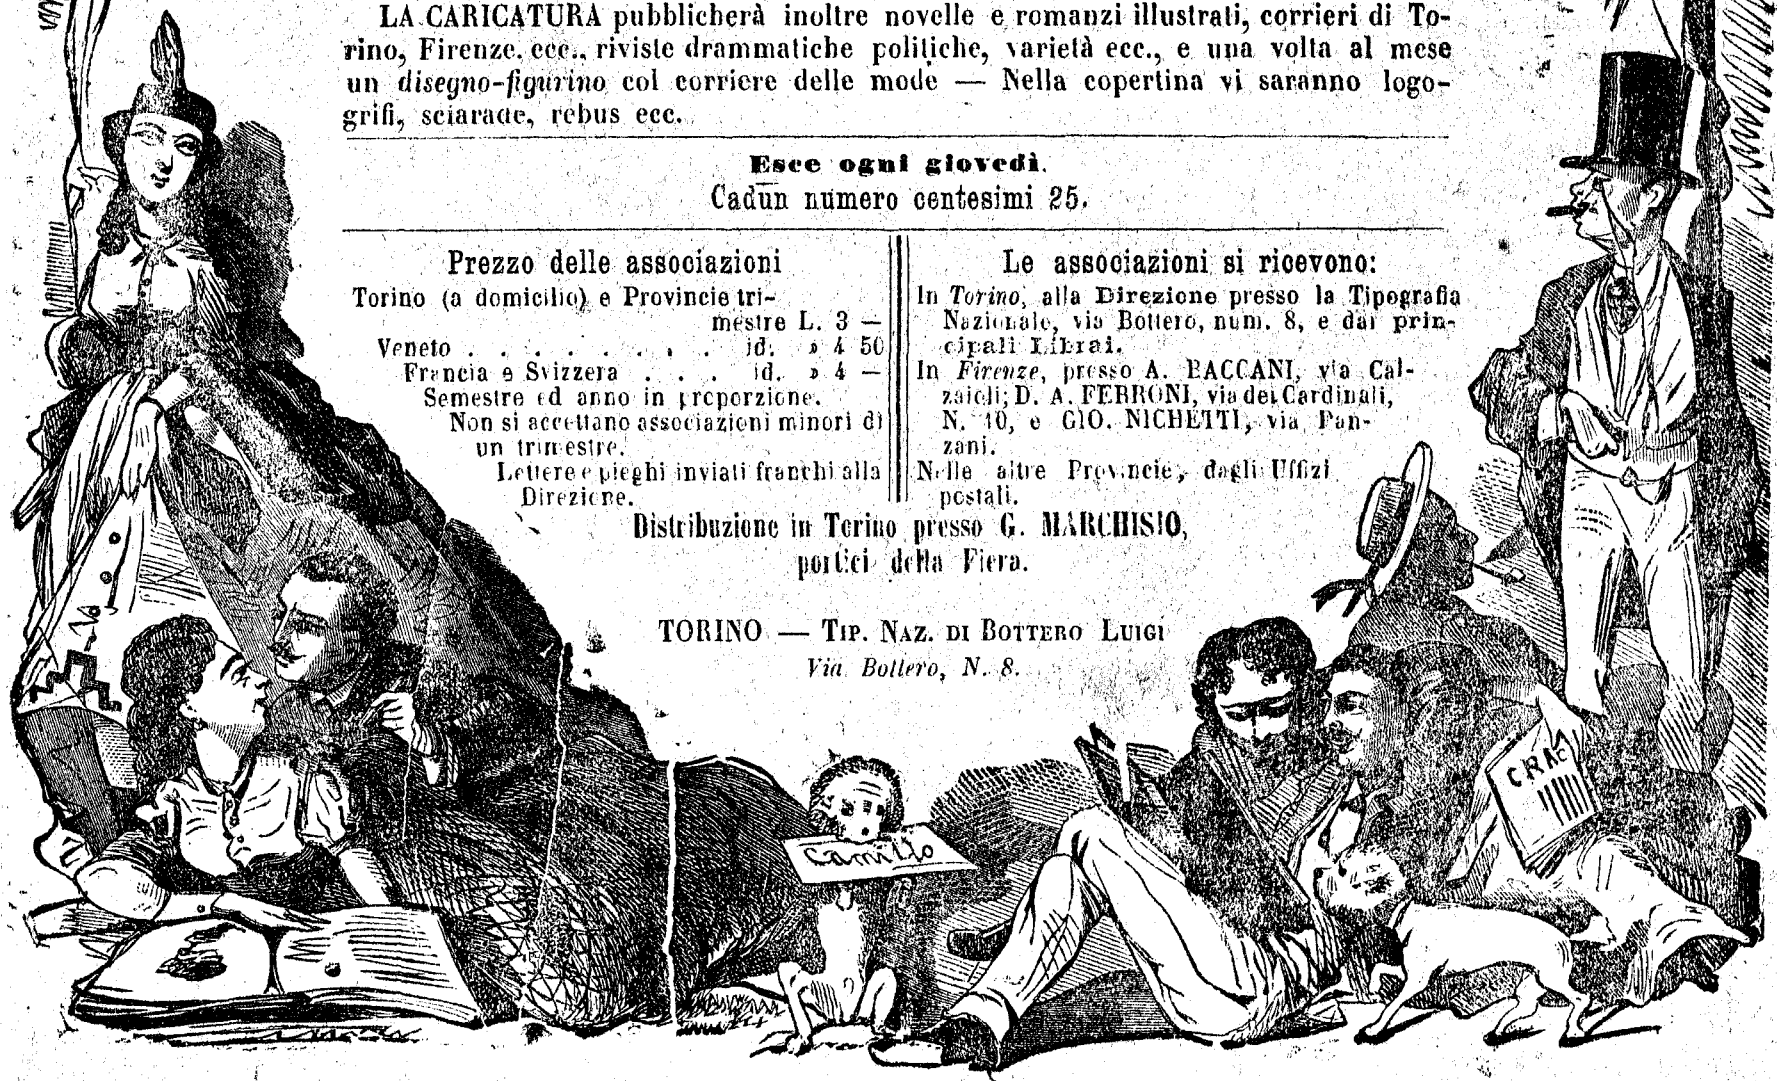 LA CARICATURA pubblicherà inoltre novelle e romanzi illustrati, corrieri di To-
rino, Firenze. ecc., riviste drammatiche politiche, varietà ecc., e una volta al mese
un disegno-figurino col corriere delle mode — Nella copertina vi saranno logo-
grifi, sciarade, rebus ecc.
Esce ogni giovedì.
Cadun numero centesimi 25.
Prezzo delle associazioni
Torino (a domicilio) e Provincie tri-
mestre L. 3 —
Veneto . . . . . . . . id. » 4 50
Francia e Svizzera . . . id. » 4 —
Semestre ed anno in proporzione.
Non si accettano associazioni minori di
un trimestre.
Lettere e pieghi inviati franchi alla
Direzione.
Le associazioni si ricevono:
In Torino, alla Direzione presso la Tipografia
Nazionale, via Bottero, num. 8, e dai prin-
cipali Librai.
In Firenze, presso A. BACCANI, via Cal-
zaioli; D. A. FERRONI, via dei Cardinali,
N. 10, e GIO. NICHETTI, via Pan-
zani.
Nelle altre Provincie, dagli Uffizi
postali.
Distribuzione in Torino presso G. MARCHISIO,
portici della Fiera.
TORINO — TIP. NAZ. DI BOTTERO LUIGI
Via Bottero, N. 8.
Camillo